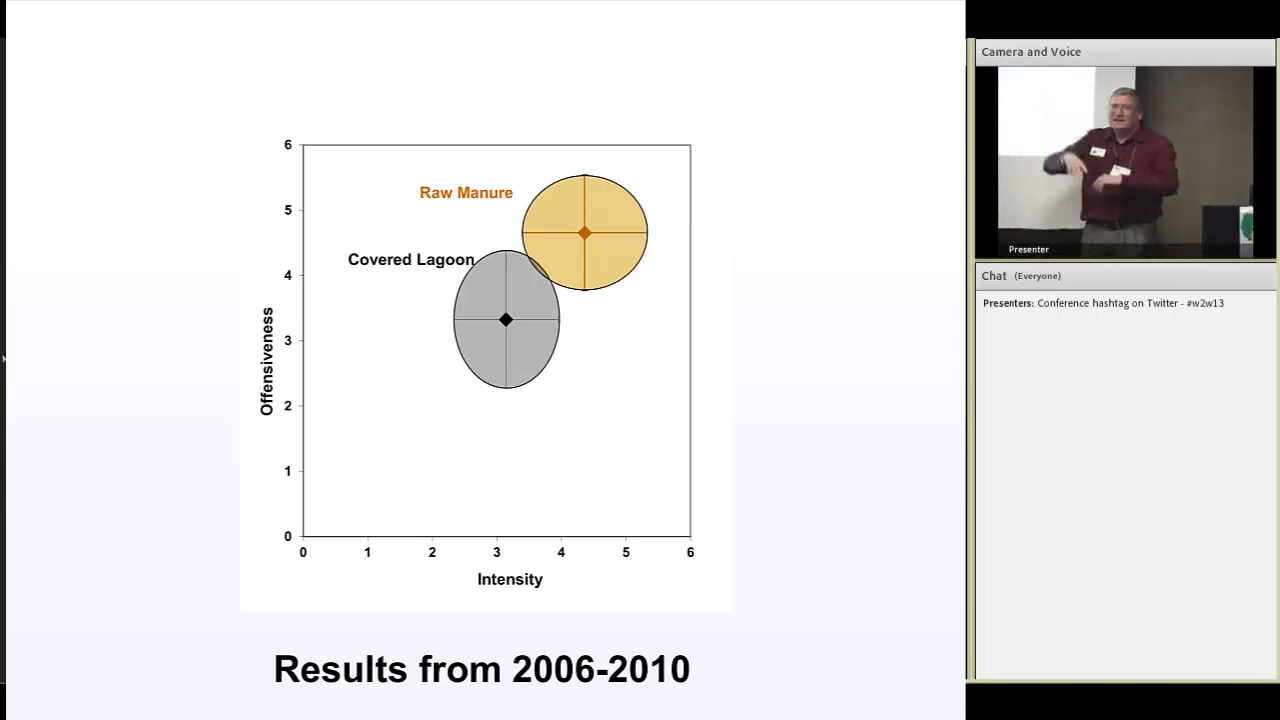 6
Raw Manure
5
Covered Lagoon
4
3
Offensiveness
2
1
0
0 1 2 3 4 5 6
Intensity
Results from 2006-2010
Camera and Voice
Presenter
Chat (Everyone)
Presenters: Conference hashtag on Twitter - #w2w13